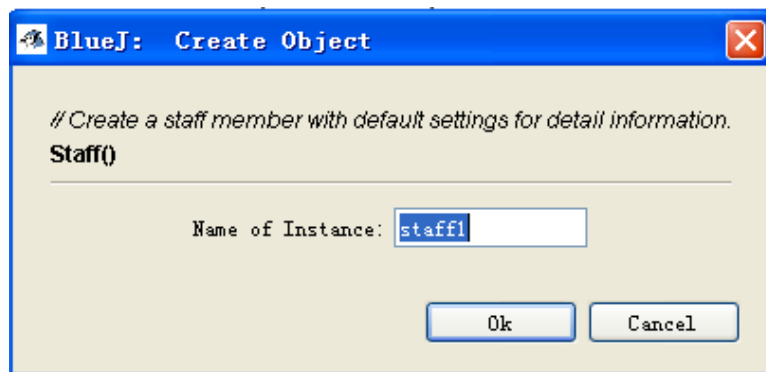 BlueJ: Create Object
// Create a staff member with default settings for detail information.
Staff()
Name of Instance: staff1
Ok Cancel